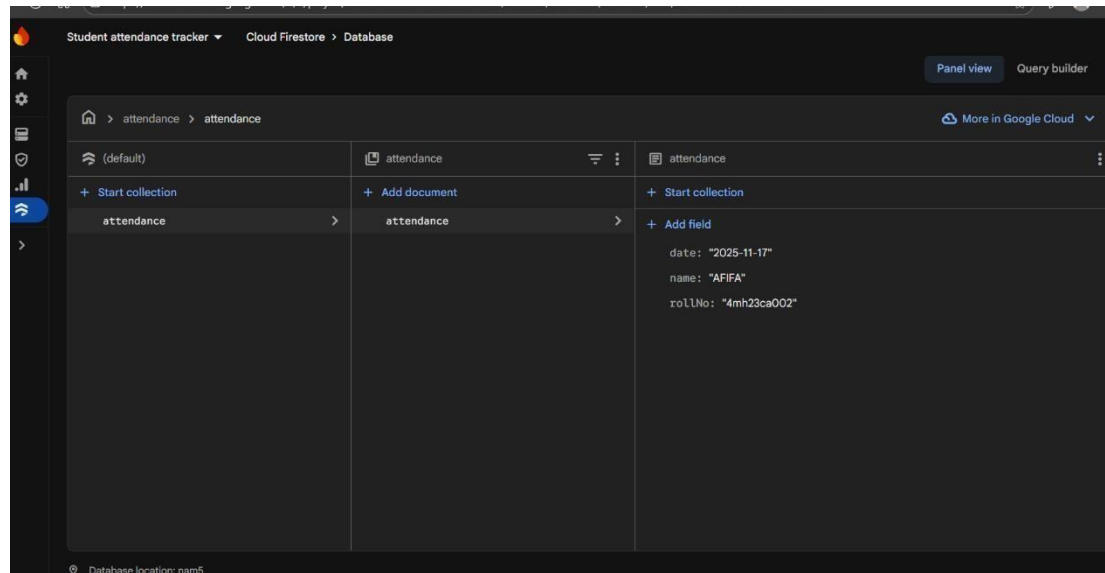 Student attendance tracker Cloud Firestore > Database
Panel view Query builder
> attendance > attendance More in Google Cloud
(default) attendance attendance
+ Start collection + Add document + Start collection
attendance > attendance > + Add field
date: "2025-11-17"
name: "AFIFA"
rollNo: "4mh23ca002"
Database location: nam5